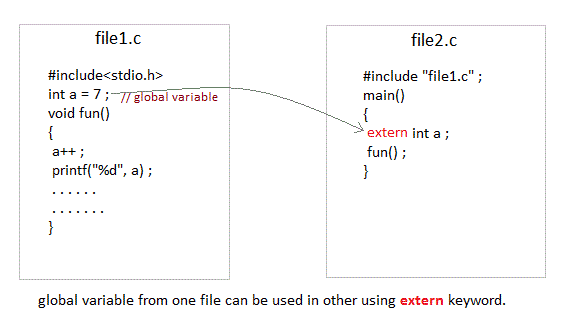 file1.c
#include<stdio.h>
int a = 7 ; // global variable
void fun()
{
a++ ;
printf("%d", a) ;
. . . . . .
. . . . . . .
}
file2.c
#include "file1.c" ;
main()
{
extern int a ;
fun() ;
}
global variable from one file can be used in other using extern keyword.